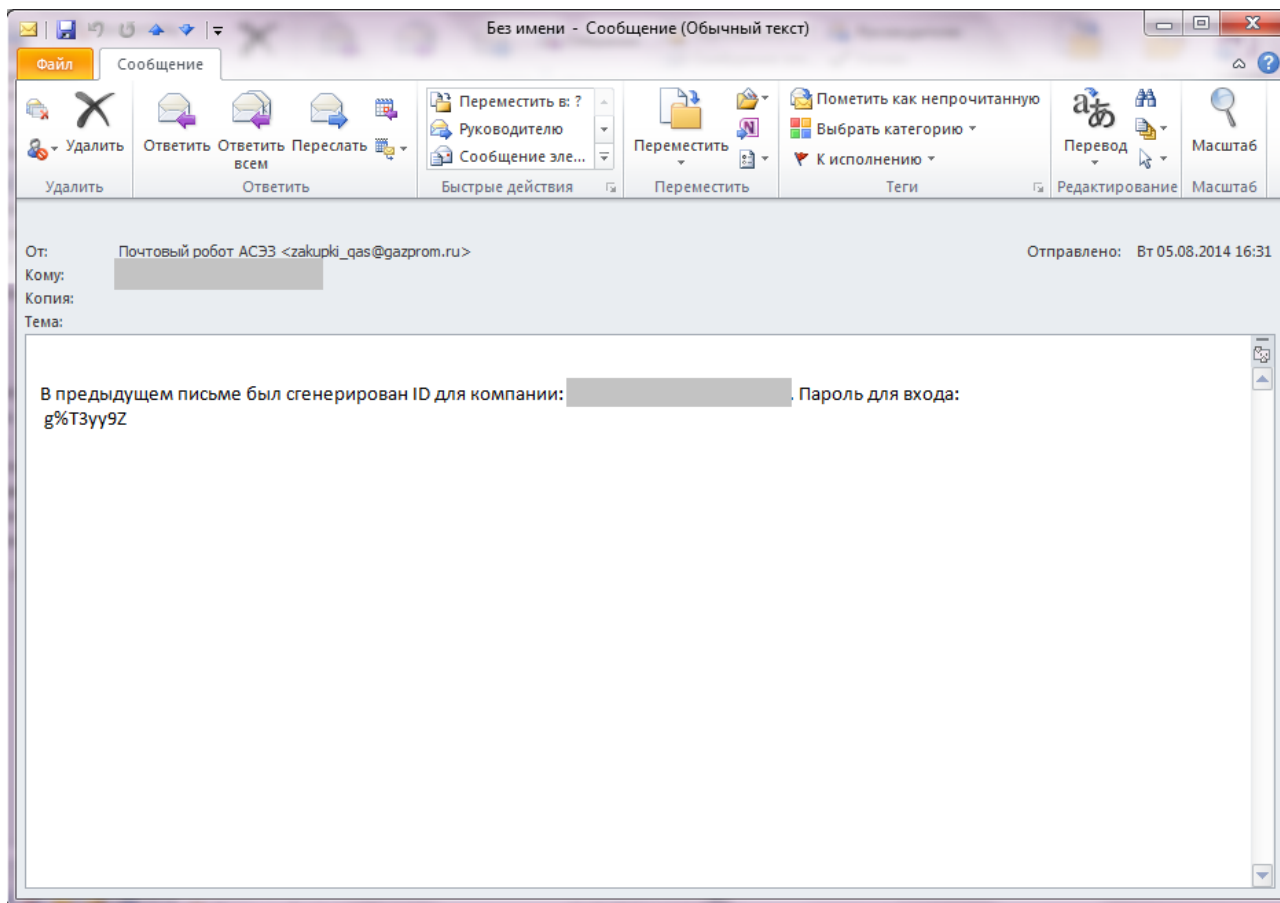 Без имени - Сообщение (Обычный текст)
Файл Сообщение
Удалить
Ответить Ответить всем Переслать
Переместить в: ?
Руководителю
Сообщение эле...
Переместить
Пометить как непрочитанную
Выбрать категорию
К исполнению
Перевод
Масштаб
Удалить Ответить Быстрые действия Переместить Теги Редактирование Масштаб
От: Почтовый робот АСЭЗ <zakupki_qas@gazprom.ru> Отправлено: Вт 05.08.2014 16:31
Кому:
Копия:
Тема:
В предыдущем письме был сгенерирован ID для компании: . Пароль для входа:
g%T3yy9Z